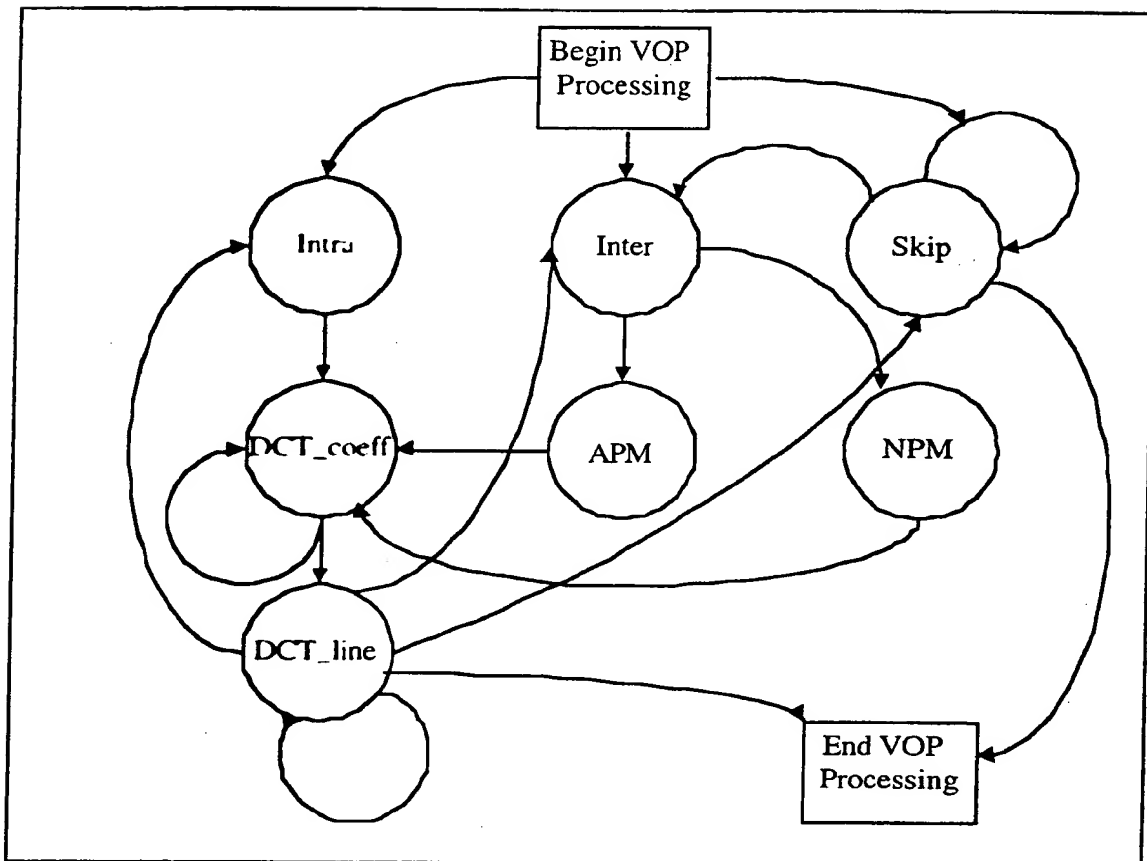 Begin VOP
Processing
Intra
Inter
Skip
DCT_coeff
APM
NPM
DCT_line
End VOP
Processing